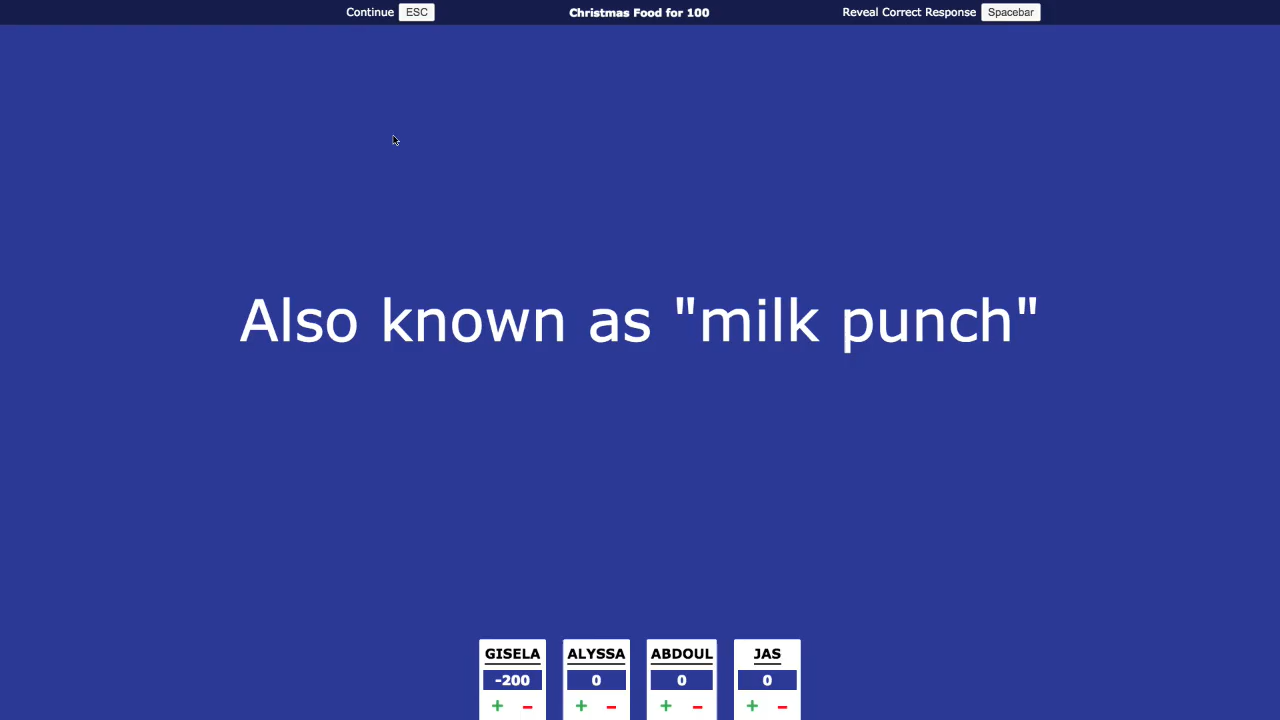 Continue ESC Christmas Food for 100 Reveal Correct Response Spacebar
Also known as "milk punch"
GISELA ALYSSA ABDOUL JAS
-200 0 0 0
+ - + - + - + -